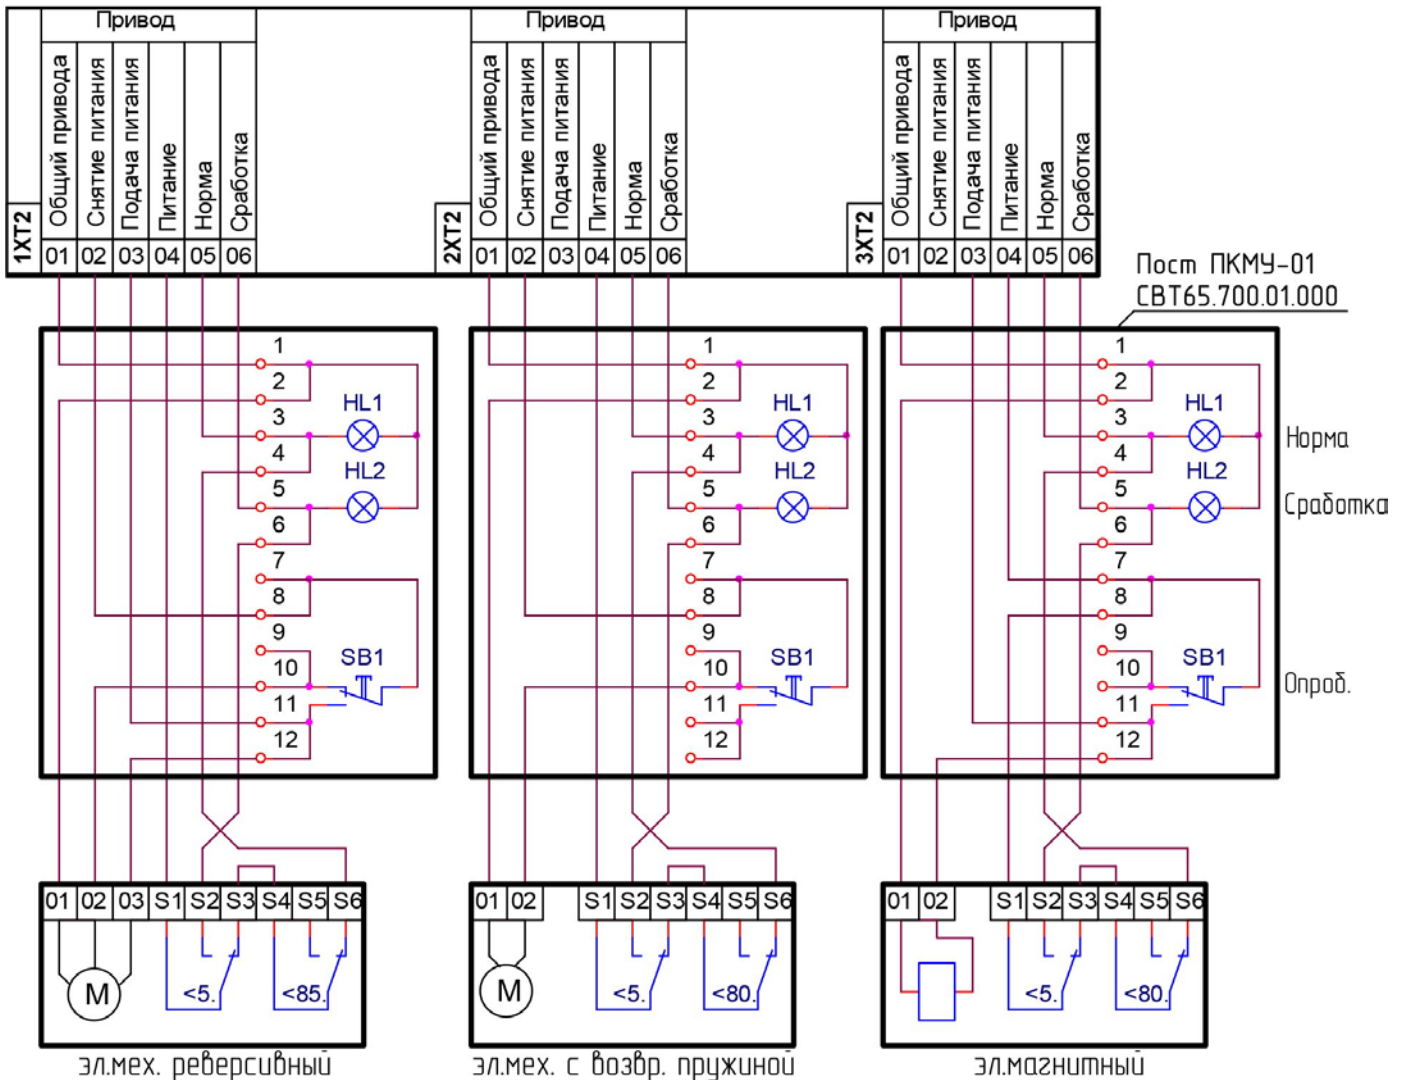 Привод Привод Привод
1XT2 Общий привода Снятие питания Подача питания Питание Норма Сработка
2XT2 Общий привода Снятие питания Подача питания Питание Норма Сработка
3XT2 Общий привода Снятие питания Подача питания Питание Норма Сработка
01 02 03 04 05 06 01 02 03 04 05 06 01 02 03 04 05 06
Пост ПКМУ-01
СВТ65.700.01.000
1 1 1
2 2 2
HL1 HL1 HL1
3 3 3
Норма
4 4 4
HL2 HL2 HL2
5 5 5
Сработка
6 6 6
7 7 7
8 8 8
9 9 9
SB1 SB1 SB1
10 10 10
Опроб.
11 11 11
12 12 12
01 02 03 S1 S2 S3 S4 S5 S6 01 02 S1 S2 S3 S4 S5 S6 01 02 S1 S2 S3 S4 S5 S6
M <5. <85. M <5. <80. <5. <80.
эл.мех. реверсивный эл.мех. с возвр. пружиной эл.магнитный